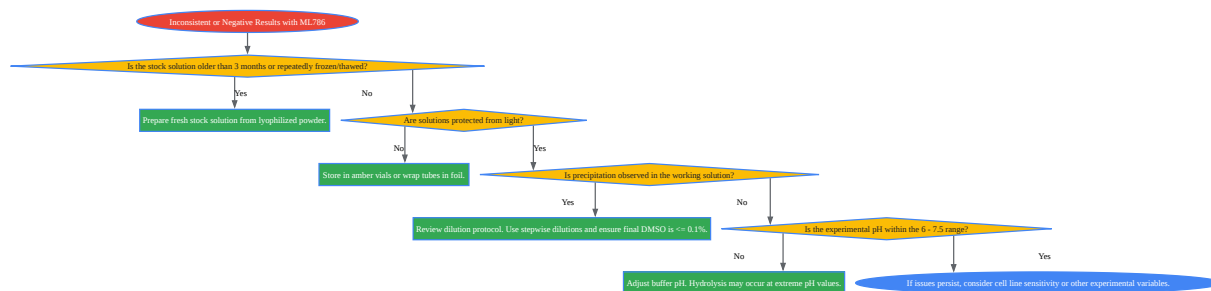 Inconsistent or Negative Results with ML786
Is the stock solution older than 3 months or repeatedly frozen/thawed?
Yes
No
Prepare fresh stock solution from lyophilized powder.
Are solutions protected from light?
No
Yes
Store in amber vials or wrap tubes in foil.
Is precipitation observed in the working solution?
Yes
No
Review dilution protocol. Use stepwise dilutions and ensure final DMSO is <= 0.1%.
Is the experimental pH within the 6 - 7.5 range?
No
Yes
Adjust buffer pH. Hydrolysis may occur at extreme pH values.
If issues persist, consider cell line sensitivity or other experimental variables.